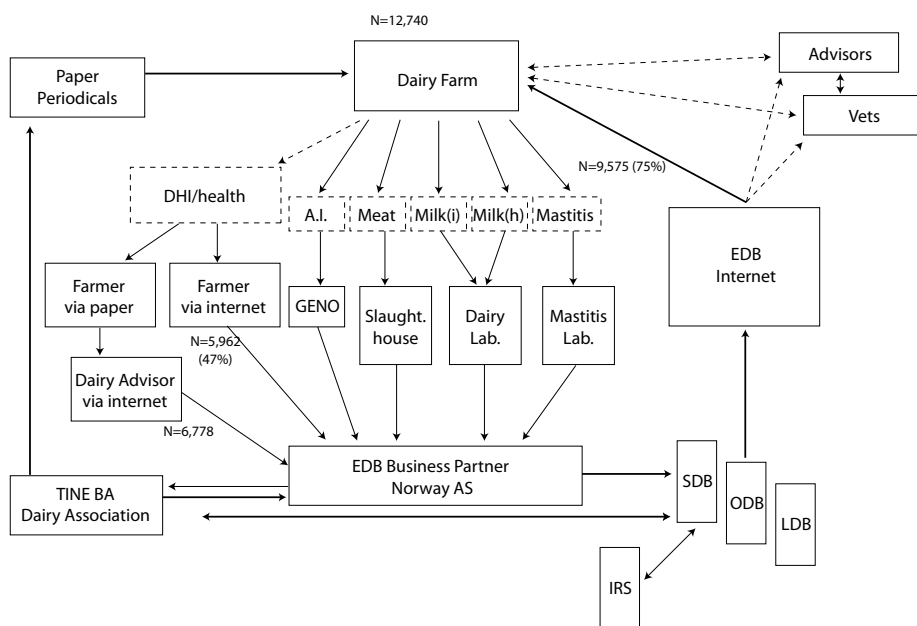 N=12,740
Paper
Periodicals
Dairy Farm
Advisors
Vets
N=9,575 (75%)
DHI/health
A.I.
Meat
Milk(i)
Milk(h)
Mastitis
EDB
Internet
Farmer
via paper
Farmer
via internet
GENO
Slaught.
house
Dairy
Lab.
Mastitis
Lab.
N=5,962
(47%)
Dairy Advisor
via internet
N=6,778
EDB Business Partner
Norway AS
TINE BA
Dairy Association
SDB
ODB
LDB
IRS